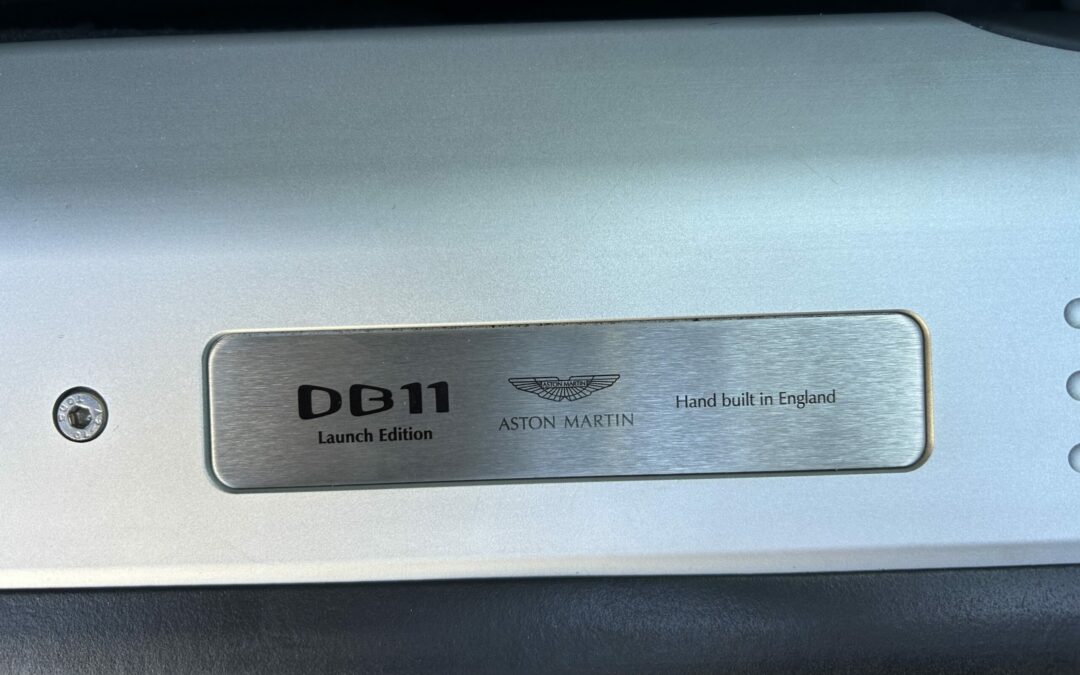 DB11
Launch Edition
ASTON MARTIN
ASTON MARTIN
Hand built in England